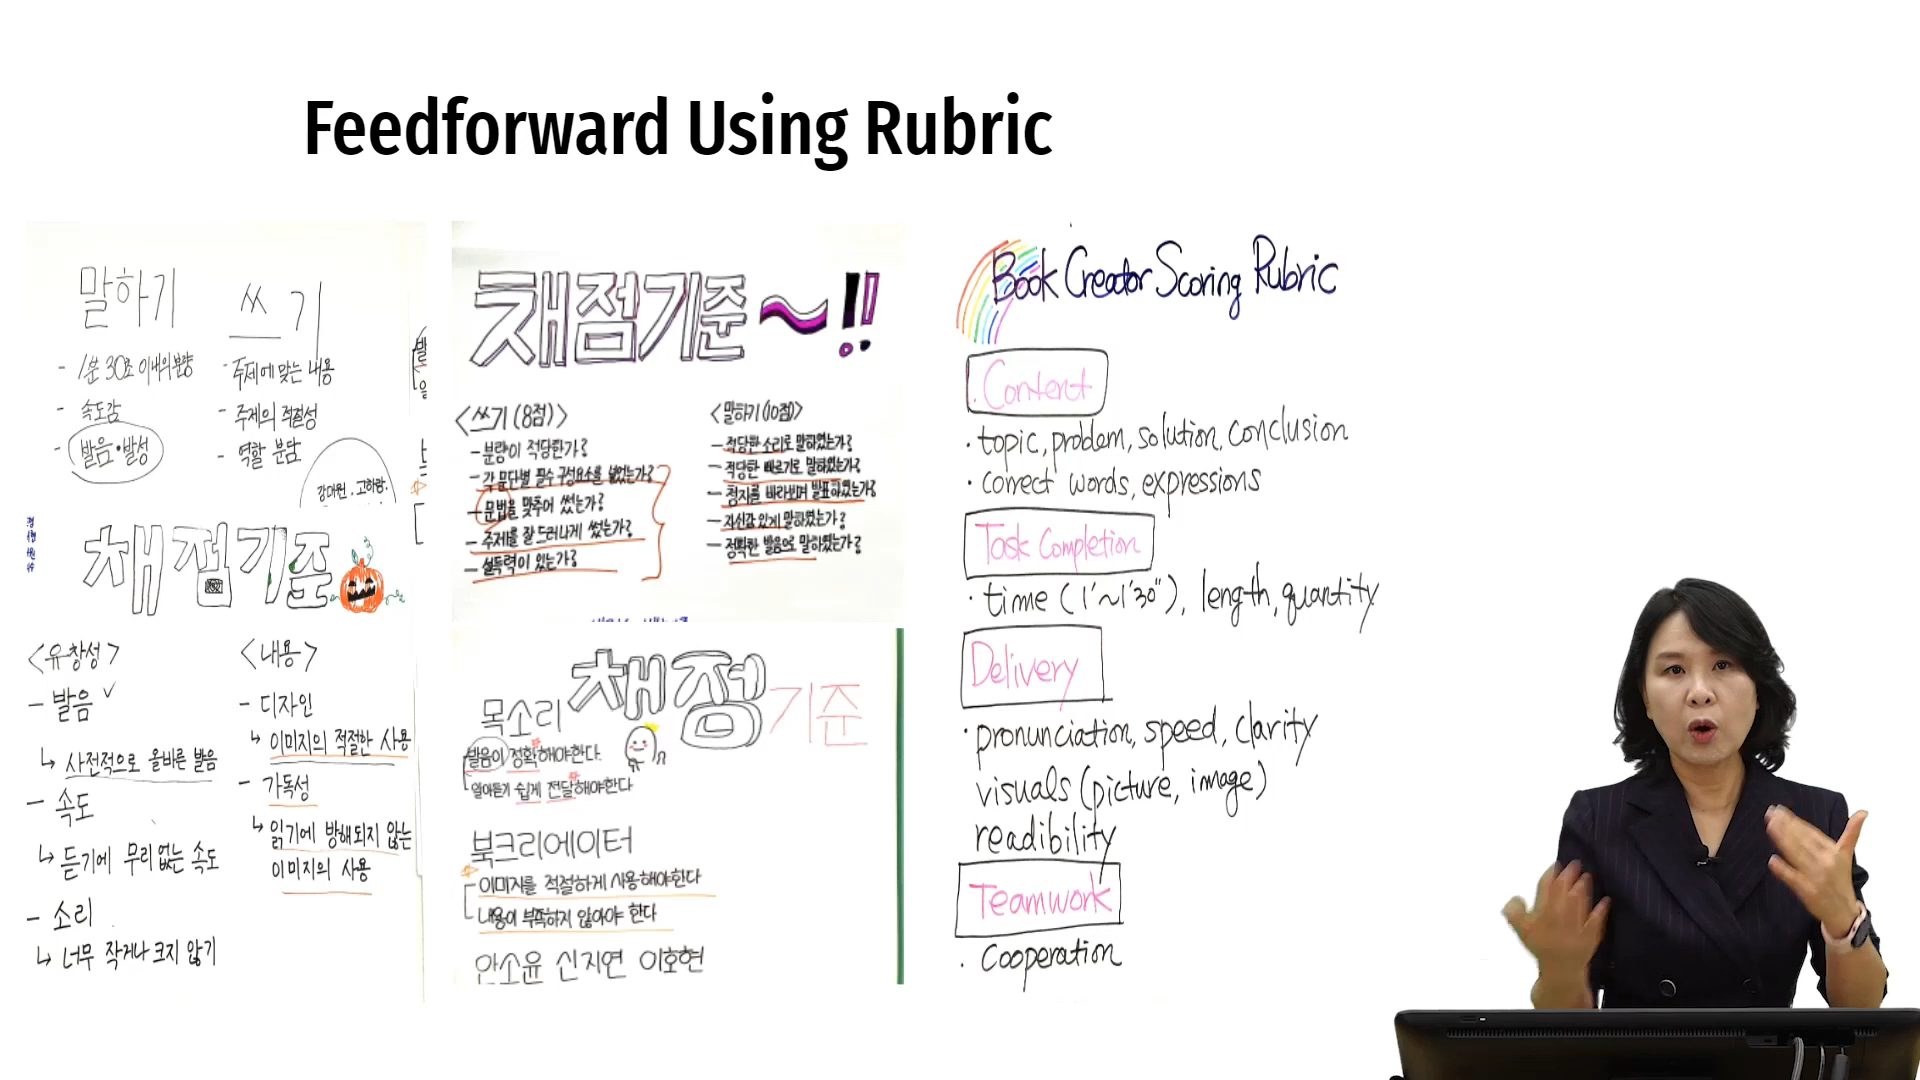 Feedforward Using Rubric
말하기
- 1분 30초 이내의 분량
- 속도감
- 발음·발성
쓰기
- 주제에 맞는 내용
- 주제의 적절성
- 역할 분담
채점기준
<유창성>
- 발음 ✓
↳ 사전적으로 올바른 발음
- 속도
↳ 듣기에 무리 없는 속도
- 소리
↳ 너무 작거나 크지 않기
<내용>
- 디자인
↳ 이미지의 적절한 사용
- 가독성
↳ 읽기에 방해되지 않는
이미지의 사용
채점기준~!!
<쓰기(8점)>
- 분량이 적당한가?
- 각 문단별 필수 구성요소를 넣었는가?
- 문법을 맞추어 썼는가?
- 주제를 잘 드러나게 썼는가?
- 설득력이 있는가?
<말하기(10점)>
- 적당한 소리로 말하였는가?
- 적당한 빠르기로 말하였는가?
- 청자를 바라보며 발표하였는가?
- 자신감 있게 말하였는가?
- 정확한 발음으로 말하였는가?
채점기준
목소리
발음이 정확해야한다.
알아듣기 쉽게 전달해야한다
북크리에이터
이미지를 적절하게 사용해야한다
내용이 부족하지 않아야 한다
안소윤 신지연 이호현
Book Creator Scoring Rubric
Content
· topic, problem, solution, conclusion
· correct words, expressions
Task Completion
· time (1'~1'30"), length, quantity
Delivery
· pronunciation, speed, clarity
visuals (picture, image)
readibility
Teamwork
· Cooperation